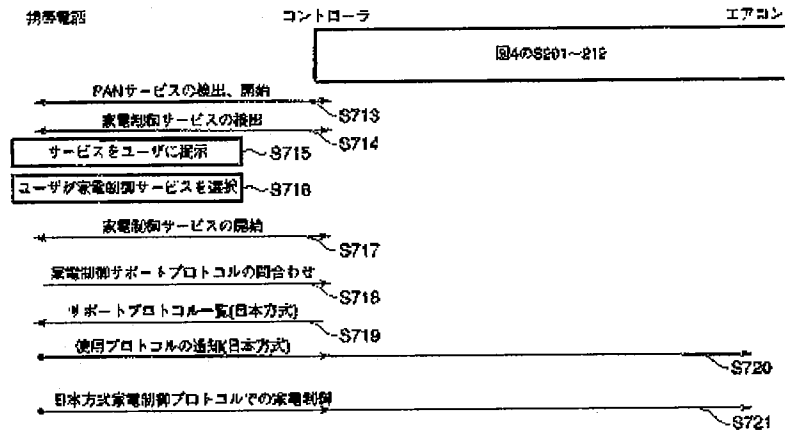 携帯電話
コントローラ
エアコン
図4のS201～212
PANサービスの検出、開始
S713
家電制御サービスの検出
S714
サービスをユーザに提示
S715
ユーザが家電制御サービスを選択
S716
家電制御サービスの開始
S717
家電制御サポートプロトコルの問合わせ
S718
サポートプロトコル一覧(日本方式)
S719
使用プロトコルの通知(日本方式)
S720
日本方式家電制御プロトコルでの家電制御
S721